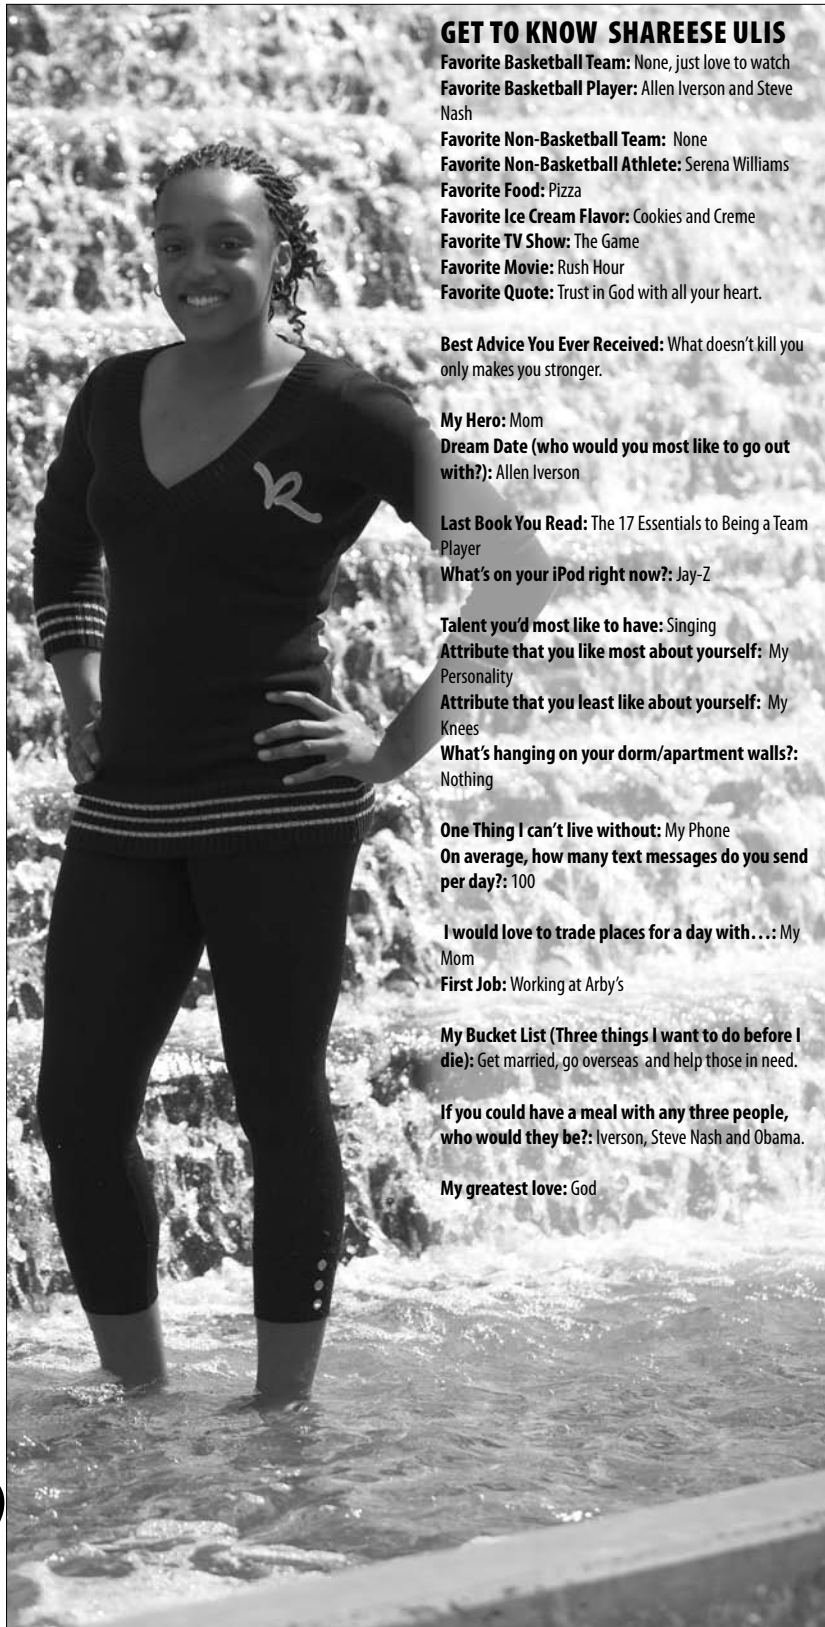 GET TO KNOW SHAREESE ULIS
Favorite Basketball Team: None, just love to watch
Favorite Basketball Player: Allen Iverson and Steve
Nash
Favorite Non-Basketball Team: None
Favorite Non-Basketball Athlete: Serena Williams
Favorite Food: Pizza
Favorite Ice Cream Flavor: Cookies and Creme
Favorite TV Show: The Game
Favorite Movie: Rush Hour
Favorite Quote: Trust in God with all your heart.
Best Advice You Ever Received: What doesn't kill you
only makes you stronger.
My Hero: Mom
Dream Date (who would you most like to go out
with?): Allen Iverson
Last Book You Read: The 17 Essentials to Being a Team
Player
What's on your iPod right now?: Jay-Z
Talent you'd most like to have: Singing
Attribute that you like most about yourself: My
Personality
Attribute that you least like about yourself: My
Knees
What's hanging on your dorm/apartment walls?:
Nothing
One Thing I can't live without: My Phone
On average, how many text messages do you send
per day?: 100
I would love to trade places for a day with…: My
Mom
First Job: Working at Arby's
My Bucket List (Three things I want to do before I
die): Get married, go overseas and help those in need.
If you could have a meal with any three people,
who would they be?: Iverson, Steve Nash and Obama.
My greatest love: God
R